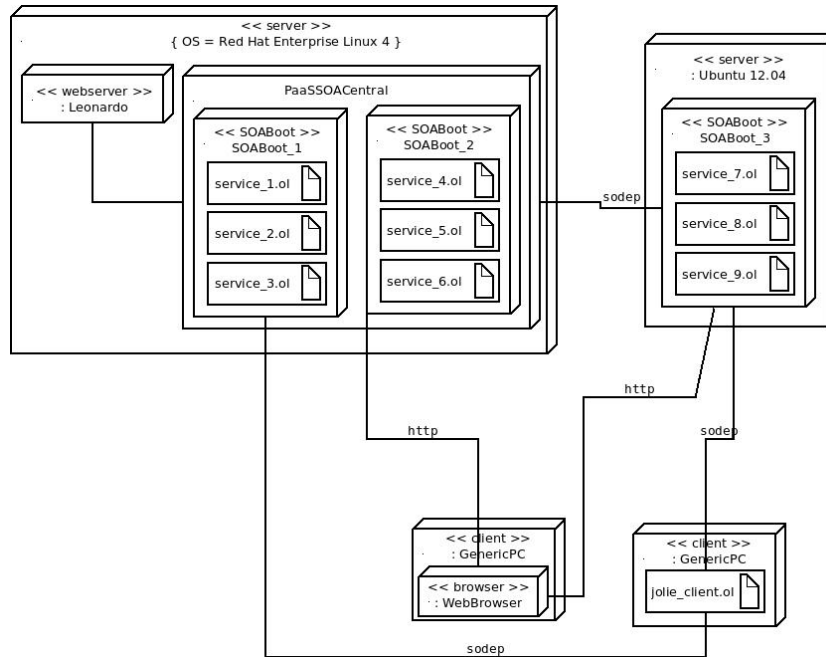 << server >>
{ OS = Red Hat Enterprise Linux 4 }
<< webserver >>
: Leonardo
PaaSSOACentral
<< SOABoot >>
SOABoot_1
service_1.ol
service_2.ol
service_3.ol
<< SOABoot >>
SOABoot_2
service_4.ol
service_5.ol
service_6.ol
sodep
<< server >>
: Ubuntu 12.04
<< SOABoot >>
SOABoot_3
service_7.ol
service_8.ol
service_9.ol
http
http
sodep
<< client >>
: GenericPC
<< browser >>
: WebBrowser
<< client >>
: GenericPC
jolie_client.ol
sodep